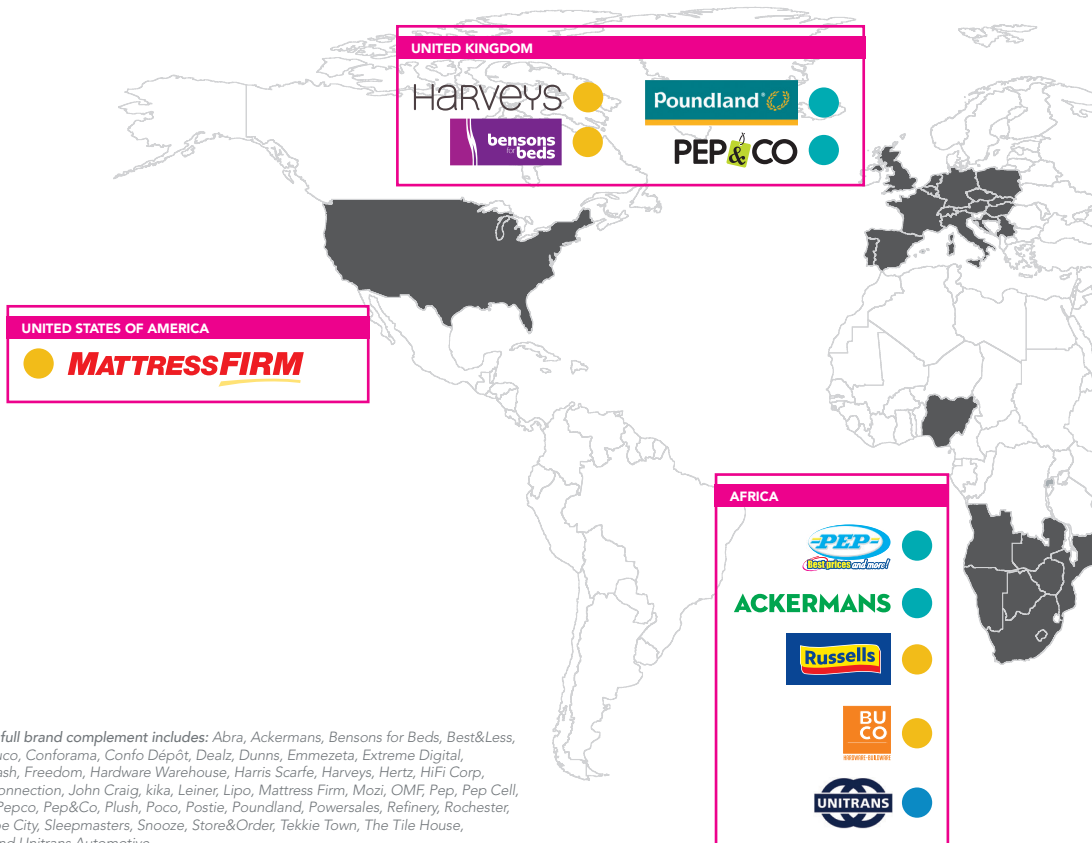 UNITED KINGDOM
HARVEYS
Poundland®
bensons
for beds
PEP&CO
UNITED STATES OF AMERICA
MATTRESSFIRM
AFRICA
PEP
Best prices and more!
ACKERMANS
Russells
BU
CO
HARDWARE·HARDEWARE
UNITRANS
full brand complement includes: Abra, Ackermans, Bensons for Beds, Best&Less,
Conforama, Confo Dépôt, Dealz, Dunns, Emmezeta, Extreme Digital,
Freedom, Hardware Warehouse, Harris Scarfe, Harveys, Hertz, HiFi Corp,
John Craig, kika, Leiner, Lipo, Mattress Firm, Mozi, OMF, Pep, Pep Cell,
Pepco, Pep&Co, Plush, Poco, Postie, Poundland, Powersales, Refinery, Rochester,
City, Sleepmasters, Snooze, Store&Order, Tekkie Town, The Tile House,
Unitrans Automotive